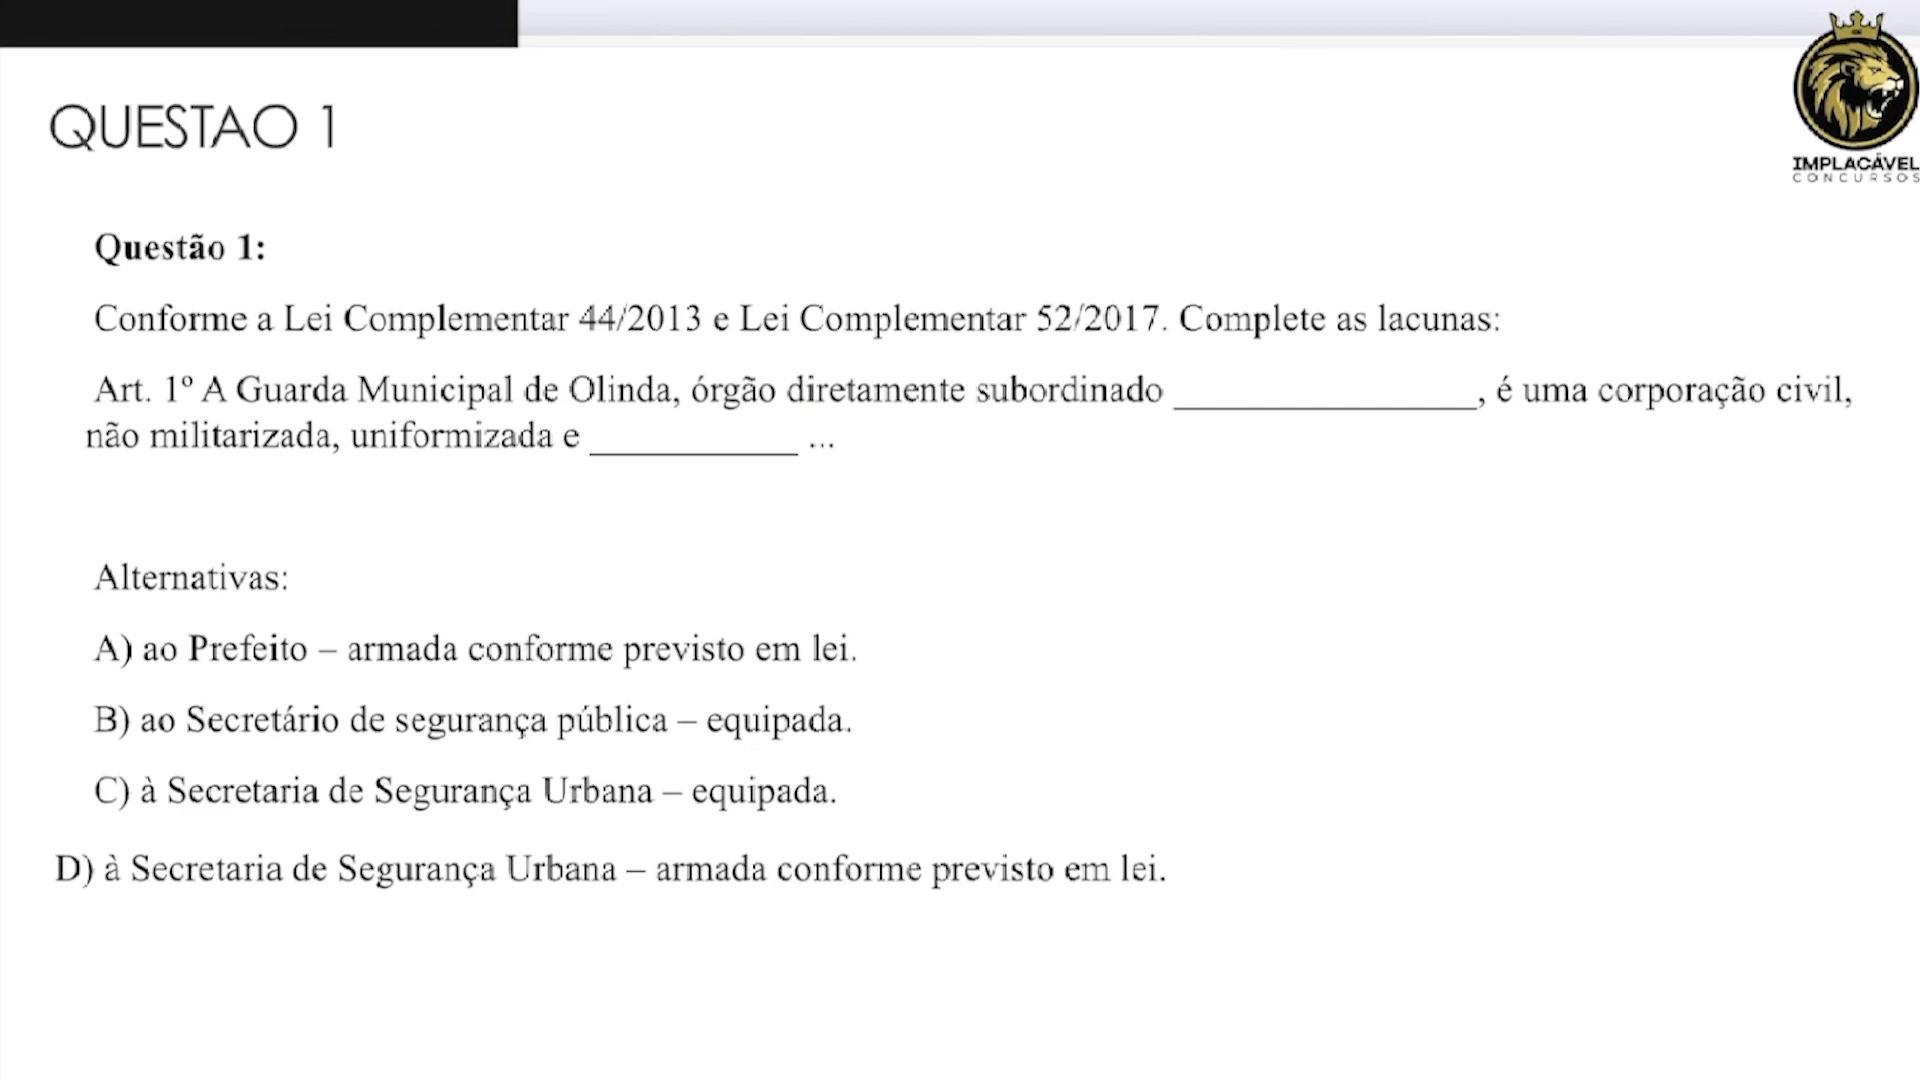 IMPLACÁVEL
CONCURSOS
QUESTAO 1
Questão 1:
Conforme a Lei Complementar 44/2013 e Lei Complementar 52/2017. Complete as lacunas:
Art. 1º A Guarda Municipal de Olinda, órgão diretamente subordinado ________________, é uma corporação civil,
não militarizada, uniformizada e ___________ ...
Alternativas:
A) ao Prefeito – armada conforme previsto em lei.
B) ao Secretário de segurança pública – equipada.
C) à Secretaria de Segurança Urbana – equipada.
D) à Secretaria de Segurança Urbana – armada conforme previsto em lei.